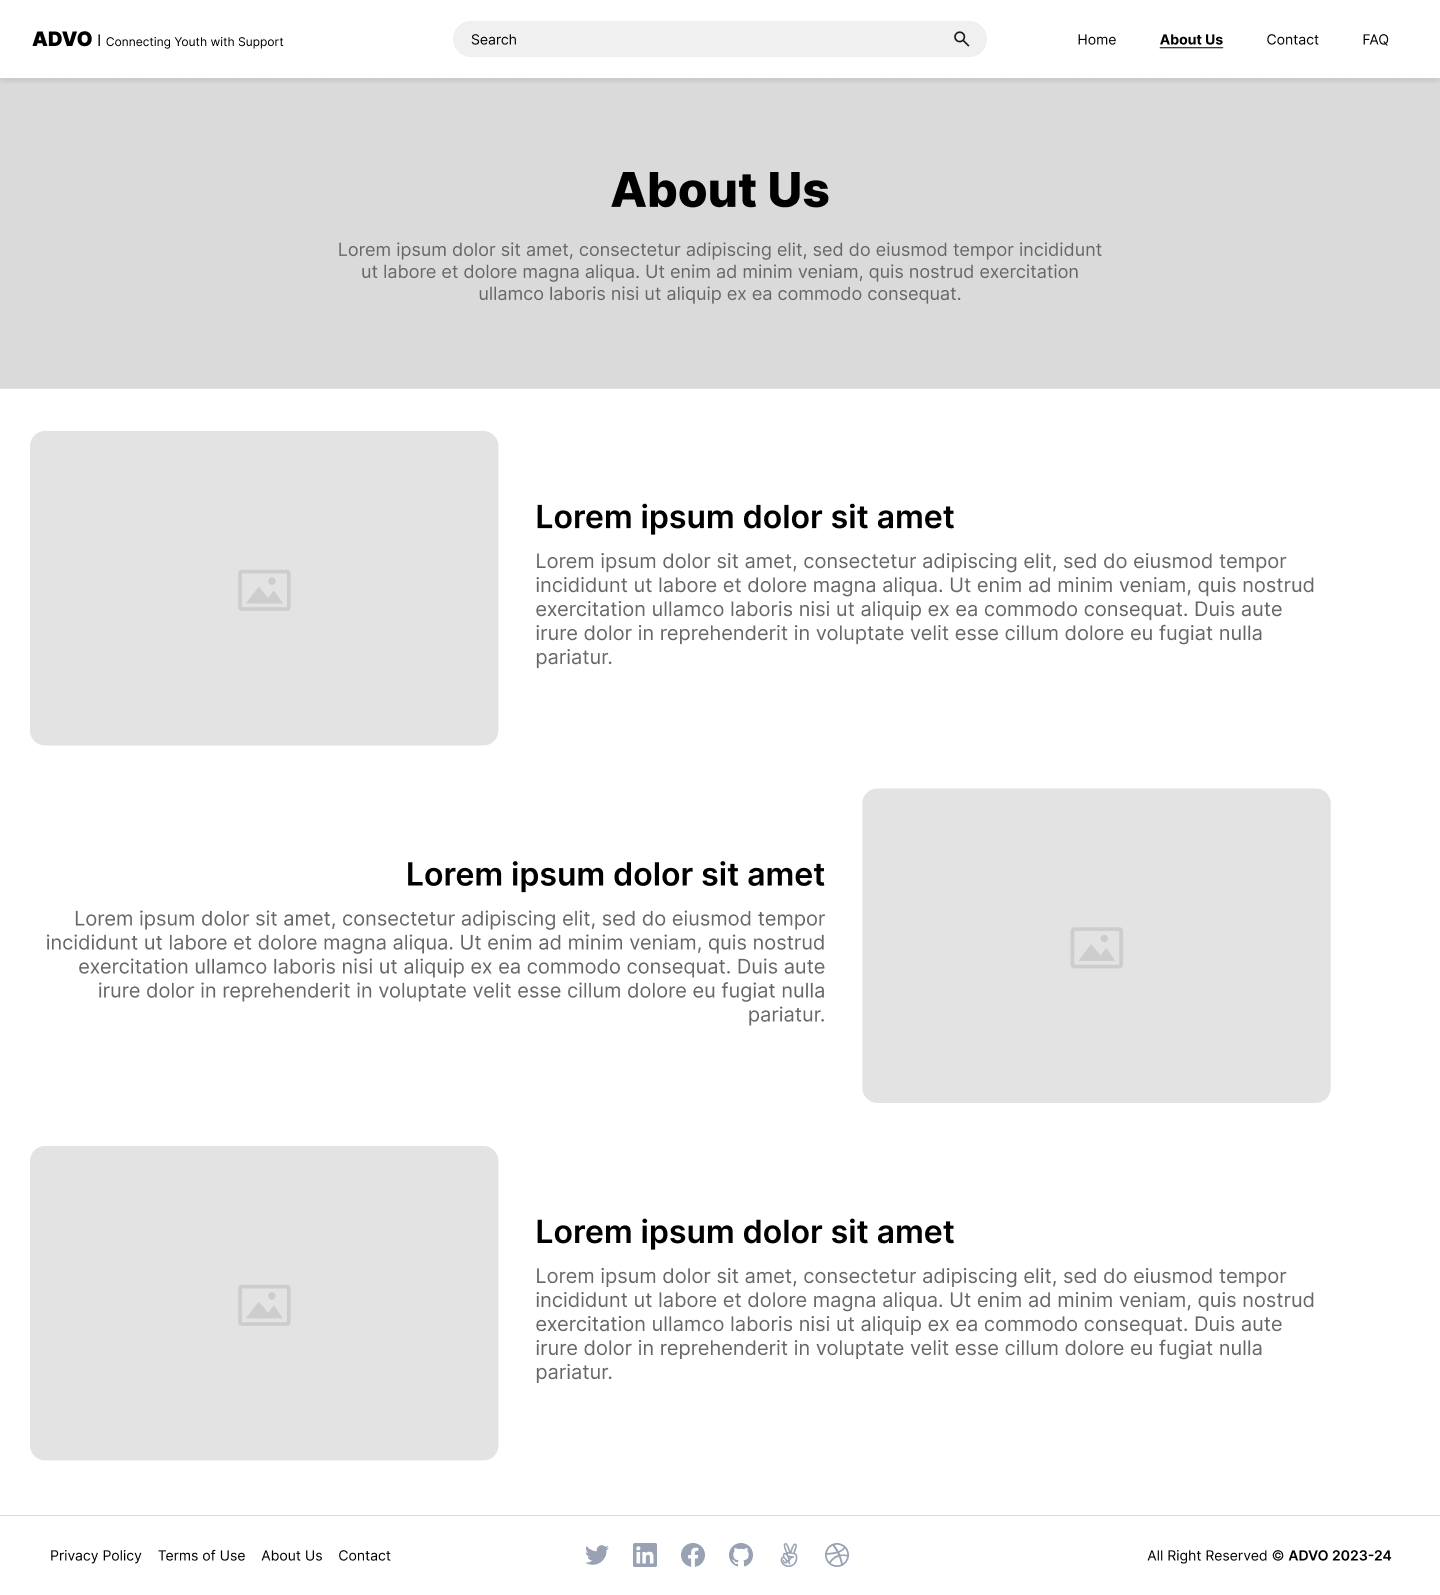 ADVO | Connecting Youth with Support
Search
Home About Us Contact FAQ
About Us
Lorem ipsum dolor sit amet, consectetur adipiscing elit, sed do eiusmod tempor incididunt
ut labore et dolore magna aliqua. Ut enim ad minim veniam, quis nostrud exercitation
ullamco laboris nisi ut aliquip ex ea commodo consequat.
Lorem ipsum dolor sit amet
Lorem ipsum dolor sit amet, consectetur adipiscing elit, sed do eiusmod tempor
incididunt ut labore et dolore magna aliqua. Ut enim ad minim veniam, quis nostrud
exercitation ullamco laboris nisi ut aliquip ex ea commodo consequat. Duis aute
irure dolor in reprehenderit in voluptate velit esse cillum dolore eu fugiat nulla
pariatur.
Lorem ipsum dolor sit amet
Lorem ipsum dolor sit amet, consectetur adipiscing elit, sed do eiusmod tempor
incididunt ut labore et dolore magna aliqua. Ut enim ad minim veniam, quis nostrud
exercitation ullamco laboris nisi ut aliquip ex ea commodo consequat. Duis aute
irure dolor in reprehenderit in voluptate velit esse cillum dolore eu fugiat nulla
pariatur.
Lorem ipsum dolor sit amet
Lorem ipsum dolor sit amet, consectetur adipiscing elit, sed do eiusmod tempor
incididunt ut labore et dolore magna aliqua. Ut enim ad minim veniam, quis nostrud
exercitation ullamco laboris nisi ut aliquip ex ea commodo consequat. Duis aute
irure dolor in reprehenderit in voluptate velit esse cillum dolore eu fugiat nulla
pariatur.
Privacy Policy Terms of Use About Us Contact
All Right Reserved © ADVO 2023-24